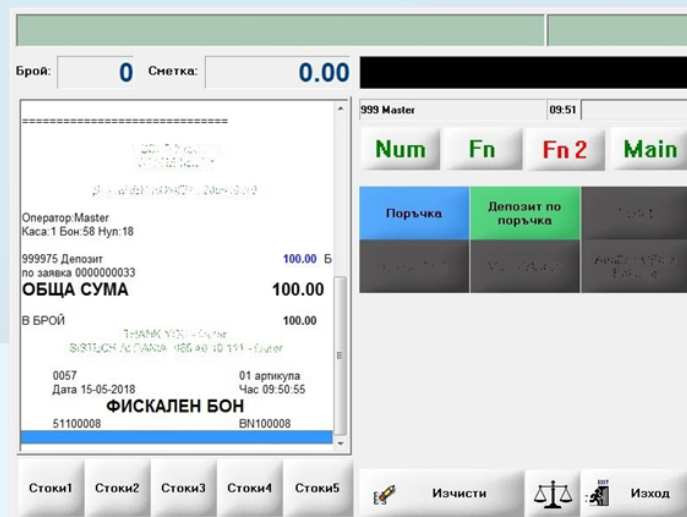 Брой: 0 Сметка: 0.00
999 Master 09:51
Num Fn Fn 2 Main
==============================
Оператор:Master
Каса:1 Бон:58 Нул:18
999975 Депозит 100.00 Б
по заявка 0000000033
ОБЩА СУМА 100.00
В БРОЙ 100.00
THANK YOU
0057 01 артикула
Дата 15-05-2018 Час 09:50:55
ФИСКАЛЕН БОН
51100008 BN100008
Поръчка
Депозит по
поръчка
Стоки1 Стоки2 Стоки3 Стоки4 Стоки5
Изчисти EXIT Изход